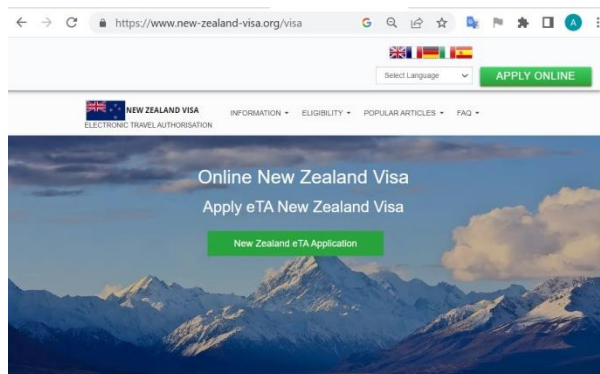 https://www.new-zealand-visa.org/visa
A
Select Language
APPLY ONLINE
NEW ZEALAND VISA
ELECTRONIC TRAVEL AUTHORISATION
INFORMATION
ELIGIBILITY
POPULAR ARTICLES
FAQ
Online New Zealand Visa
Apply eTA New Zealand Visa
New Zealand eTA Application